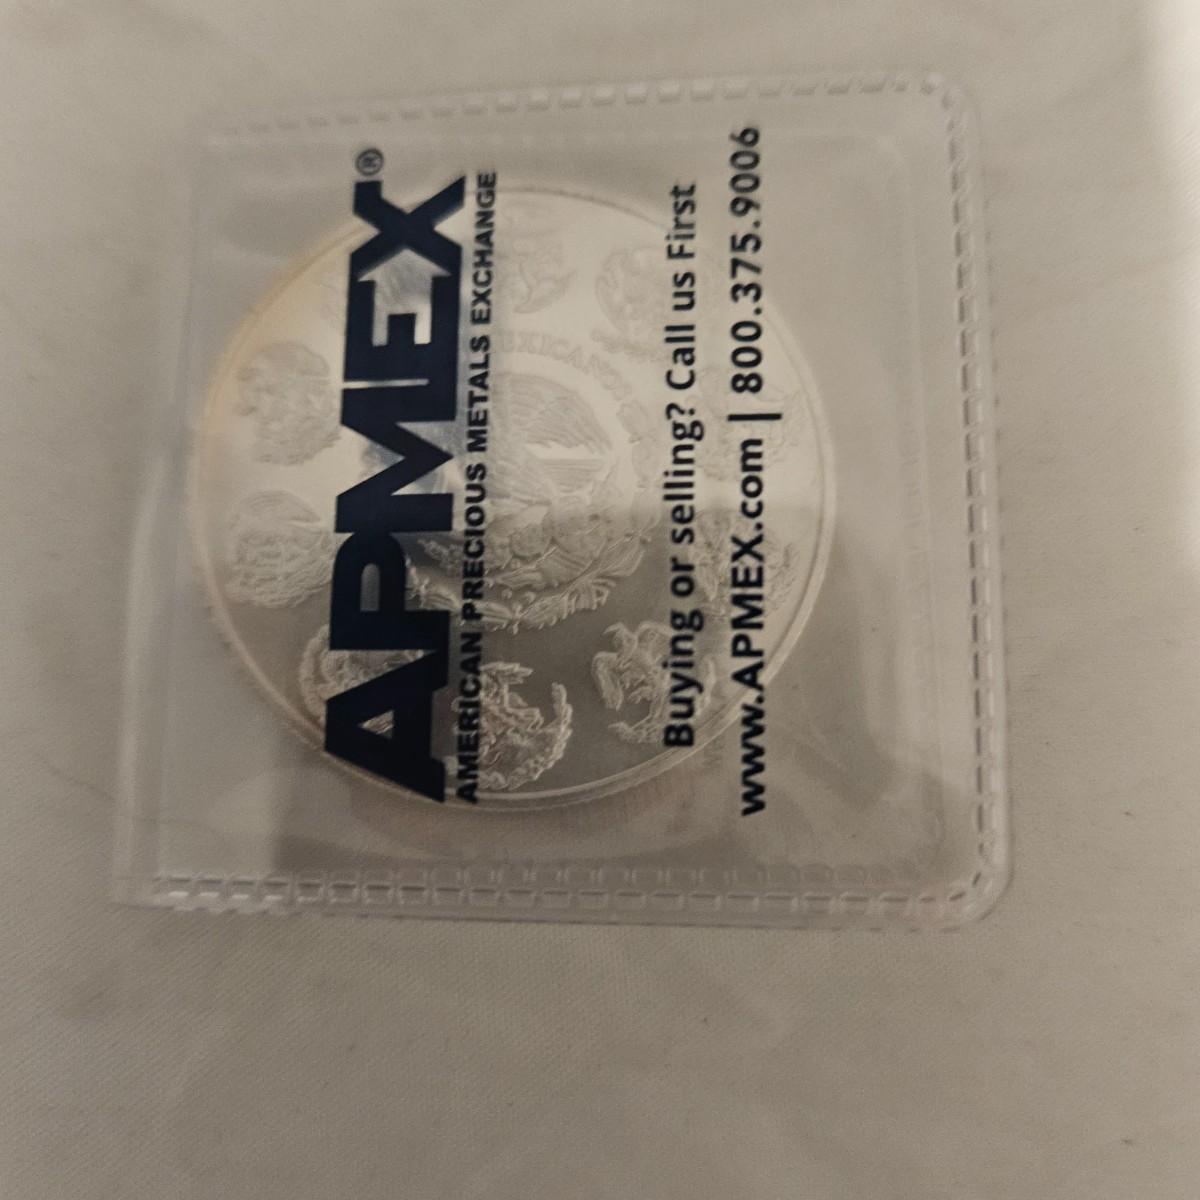 APMEX®
AMERICAN PRECIOUS METALS EXCHANGE
Buying or selling? Call us First
www.APMEX.com | 800.375.9006